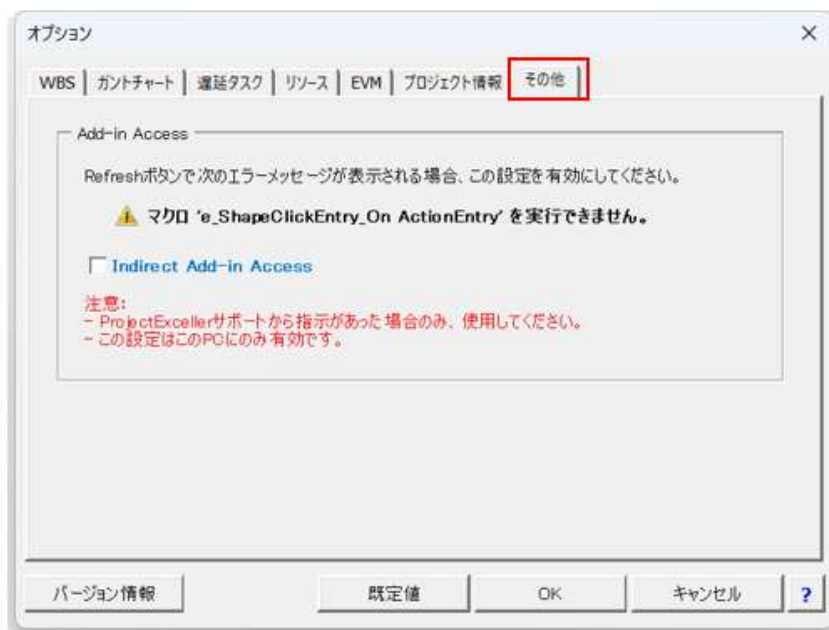 オプション
WBS
ガントチャート
遅延タスク
リソース
EVM
プロジェクト情報
その他
Add-in Access
Refreshボタンで次のエラーメッセージが表示される場合、この設定を有効にしてください。
マクロ 'e_ShapeClickEntry_On ActionEntry' を実行できません。
Indirect Add-in Access
注意:
- ProjectExcellerサポートから指示があった場合のみ、使用してください。
- この設定はこのPCにのみ有効です。
バージョン情報
既定値
OK
キャンセル
?